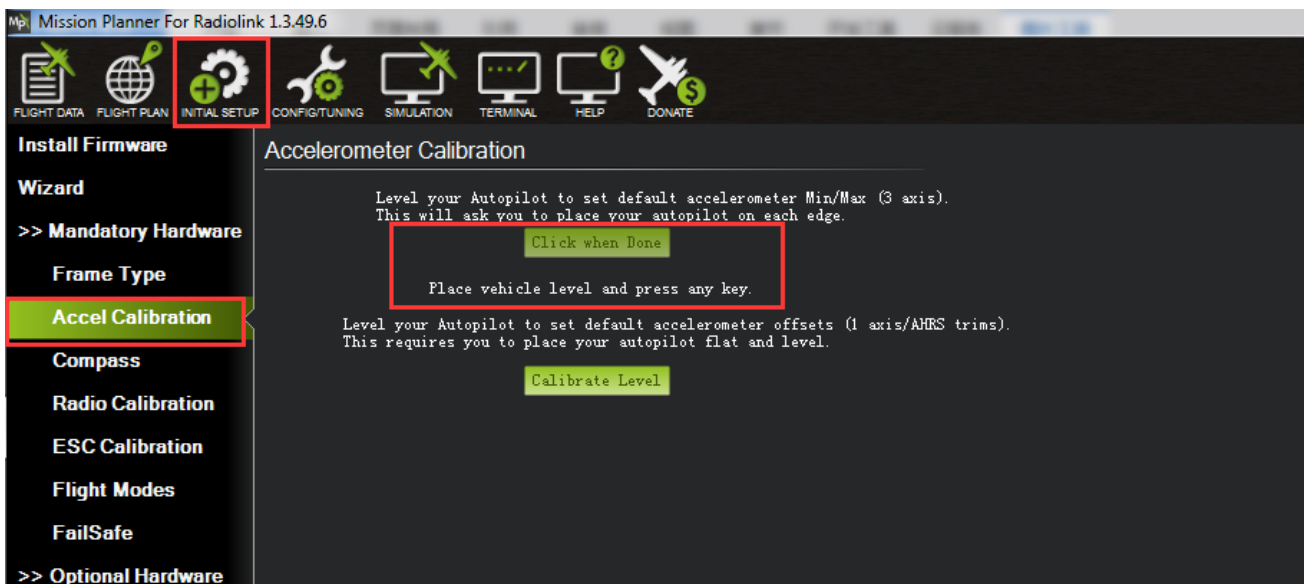 Mission Planner For Radiolink 1.3.49.6
FLIGHT DATA FLIGHT PLAN INITIAL SETUP CONFIG/TUNING SIMULATION TERMINAL HELP DONATE
Install Firmware
Wizard
>> Mandatory Hardware
Frame Type
Accel Calibration
Compass
Radio Calibration
ESC Calibration
Flight Modes
FailSafe
>> Optional Hardware
Accelerometer Calibration
Level your Autopilot to set default accelerometer Min/Max (3 axis).
This will ask you to place your autopilot on each edge.
Click when Done
Place vehicle level and press any key.
Level your Autopilot to set default accelerometer offsets (1 axis/AHRS trims).
This requires you to place your autopilot flat and level.
Calibrate Level